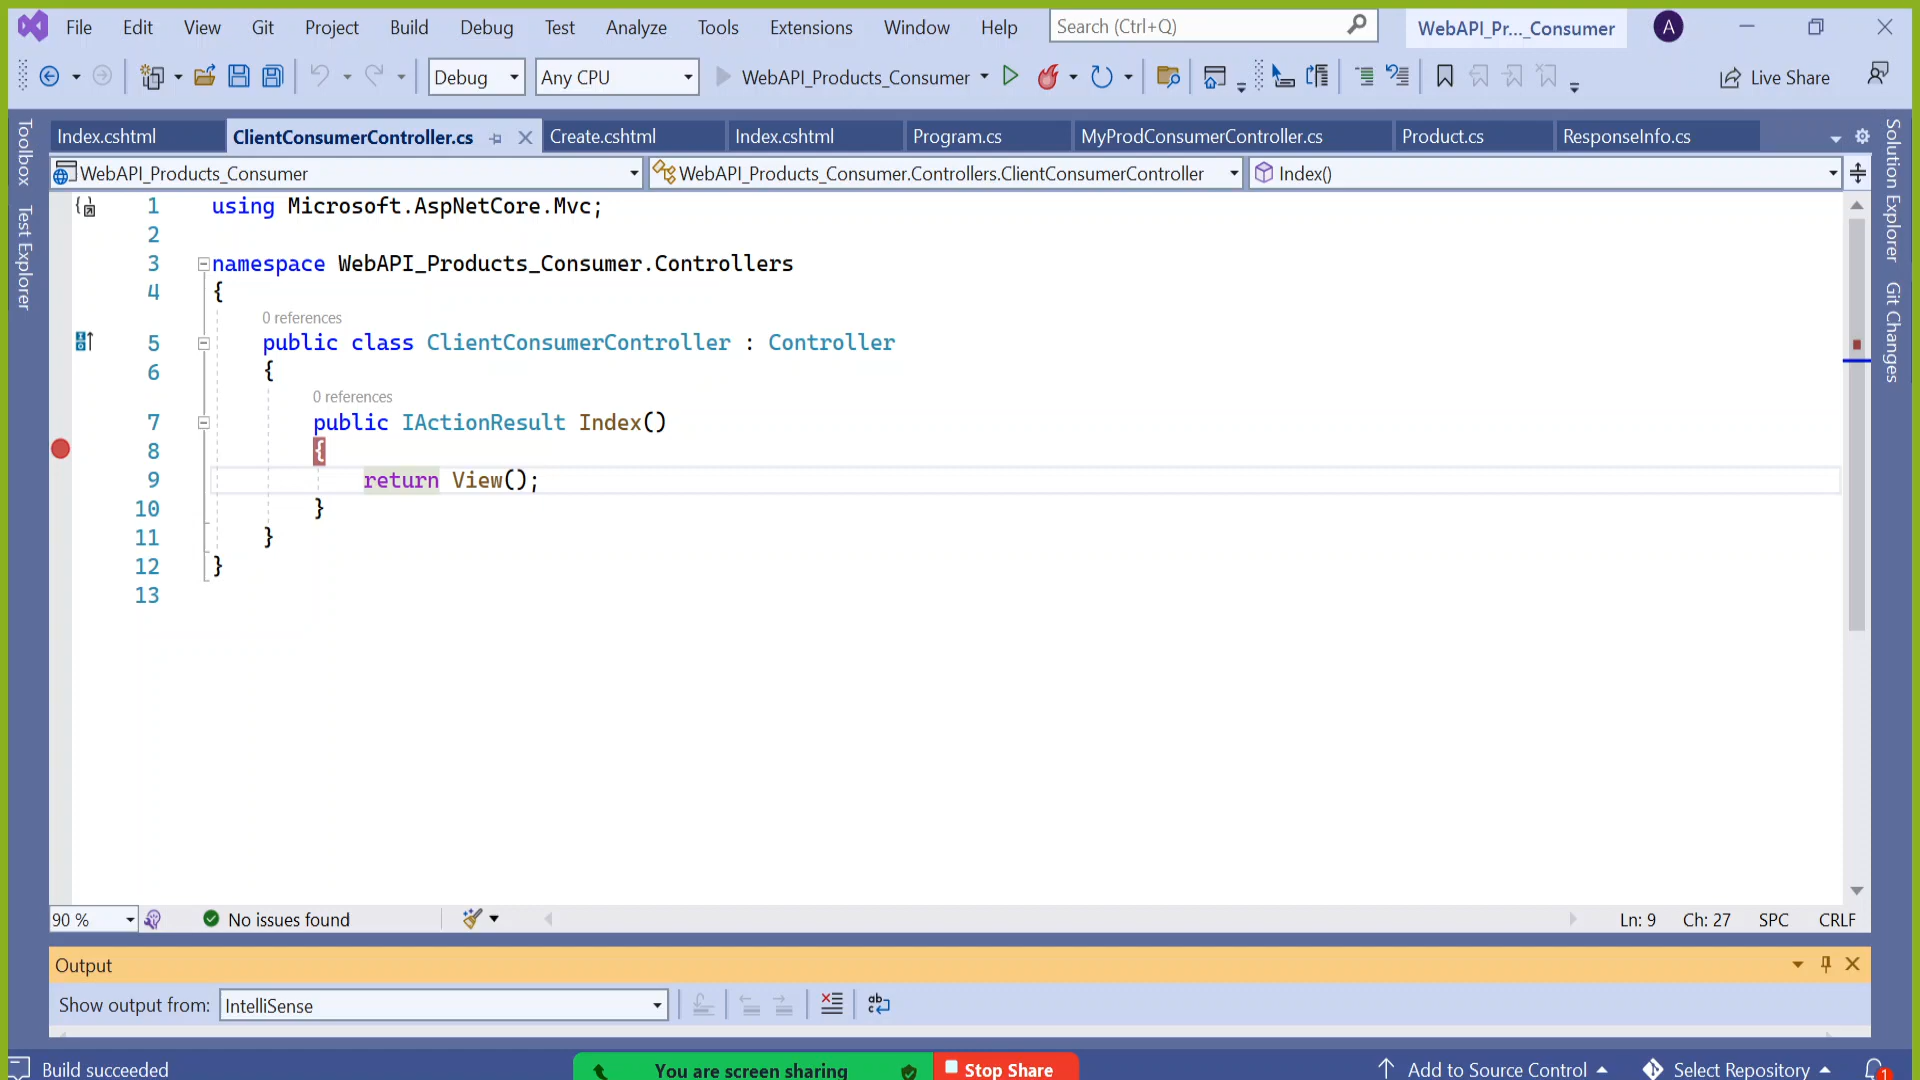 File Edit View Git Project Build Debug Test Analyze Tools Extensions Window Help Search (Ctrl+Q) WebAPI_Pr..._Consumer A
Debug Any CPU WebAPI_Products_Consumer Live Share
Index.cshtml ClientConsumerController.cs Create.cshtml Index.cshtml Program.cs MyProdConsumerController.cs Product.cs ResponseInfo.cs
WebAPI_Products_Consumer WebAPI_Products_Consumer.Controllers.ClientConsumerController Index()
Toolbox
Test Explorer
Solution Explorer
Git Changes
1 using Microsoft.AspNetCore.Mvc;
2
3 namespace WebAPI_Products_Consumer.Controllers
4 {
0 references
5 public class ClientConsumerController : Controller
6 {
0 references
7 public IActionResult Index()
8 {
9 return View();
10 }
11 }
12 }
13
90 % No issues found Ln: 9 Ch: 27 SPC CRLF
Output
Show output from: IntelliSense
Build succeeded You are screen sharing Stop Share Add to Source Control Select Repository 1